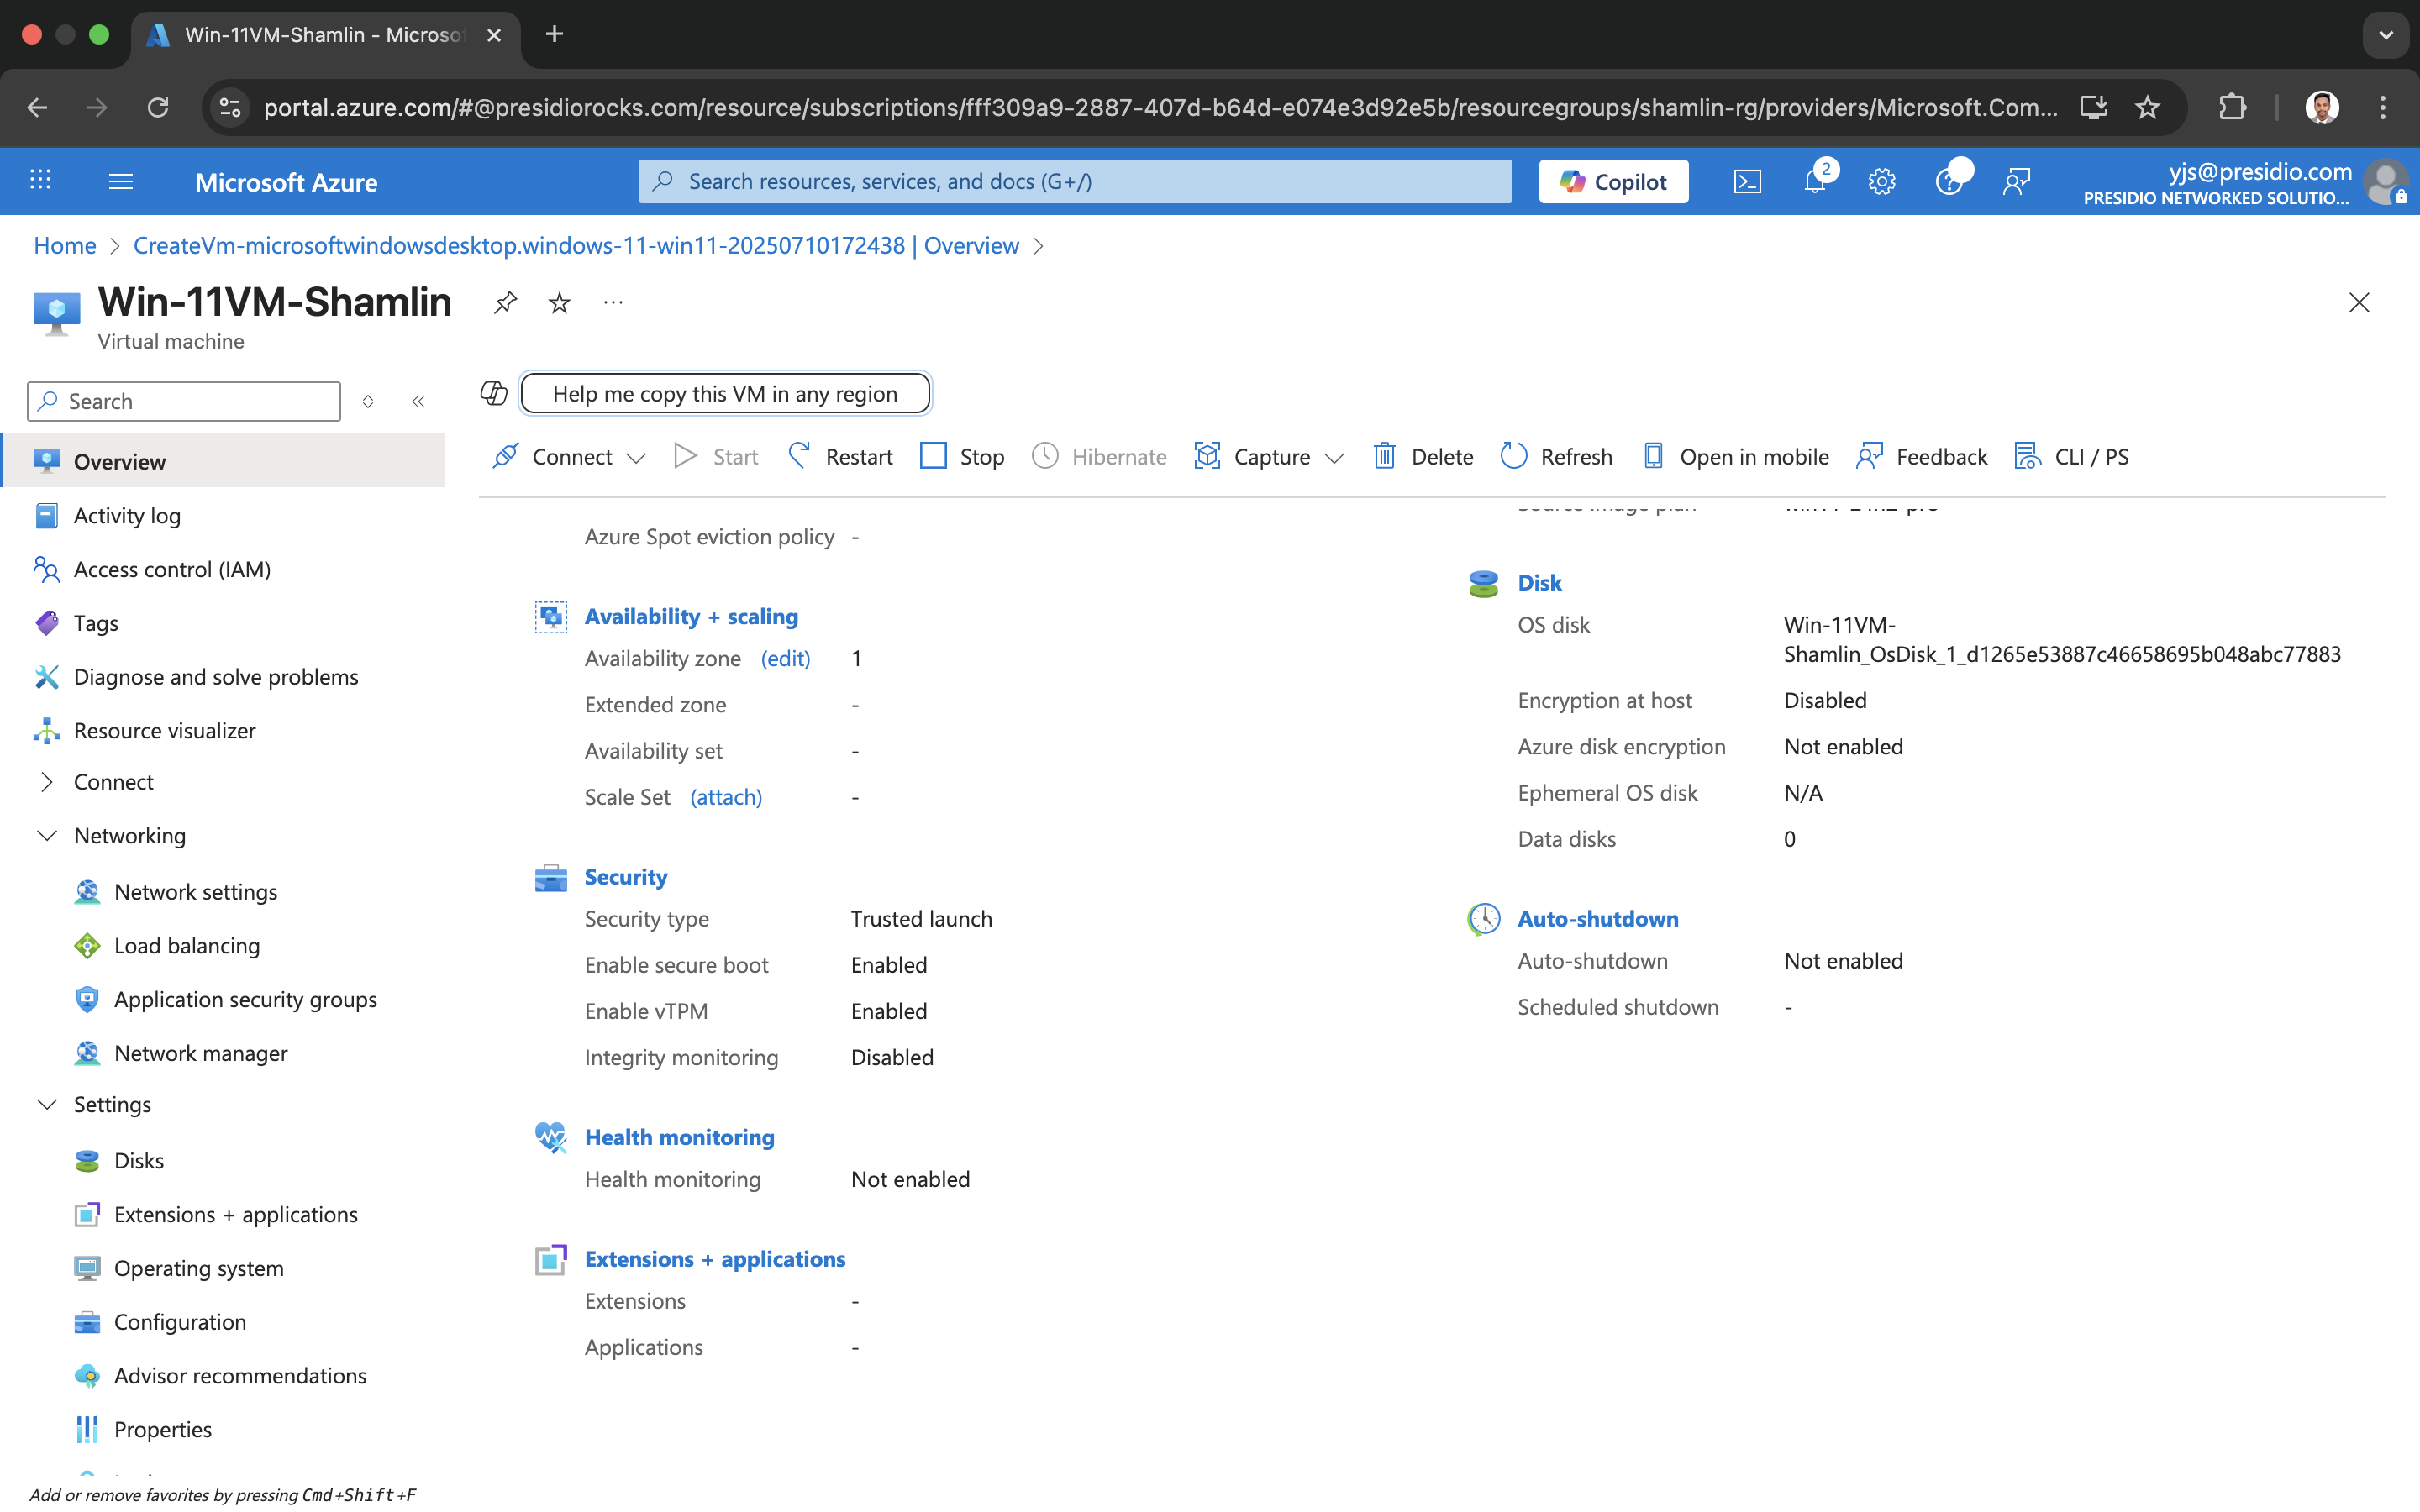 Win-11VM-Shamlin - Microso
portal.azure.com/#@presidiorocks.com/resource/subscriptions/fff309a9-2887-407d-b64d-e074e3d92e5b/resourcegroups/shamlin-rg/providers/Microsoft.Com...
Microsoft Azure
Search resources, services, and docs (G+/)
Copilot
2
yjs@presidio.com
PRESIDIO NETWORKED SOLUTIO...
Home > CreateVm-microsoftwindowsdesktop.windows-11-win11-20250710172438 | Overview >
Win-11VM-Shamlin
Virtual machine
Search
Help me copy this VM in any region
Connect
Start
Restart
Stop
Hibernate
Capture
Delete
Refresh
Open in mobile
Feedback
CLI / PS
Overview
Activity log
Access control (IAM)
Tags
Diagnose and solve problems
Resource visualizer
Connect
Networking
Network settings
Load balancing
Application security groups
Network manager
Settings
Disks
Extensions + applications
Operating system
Configuration
Advisor recommendations
Properties
Add or remove favorites by pressing Cmd+Shift+F
Azure Spot eviction policy -
Availability + scaling
Availability zone (edit) 1
Extended zone -
Availability set -
Scale Set (attach) -
Security
Security type Trusted launch
Enable secure boot Enabled
Enable vTPM Enabled
Integrity monitoring Disabled
Health monitoring
Health monitoring Not enabled
Extensions + applications
Extensions -
Applications -
Disk
OS disk Win-11VM-
Shamlin_OsDisk_1_d1265e53887c46658695b048abc77883
Encryption at host Disabled
Azure disk encryption Not enabled
Ephemeral OS disk N/A
Data disks 0
Auto-shutdown
Auto-shutdown Not enabled
Scheduled shutdown -